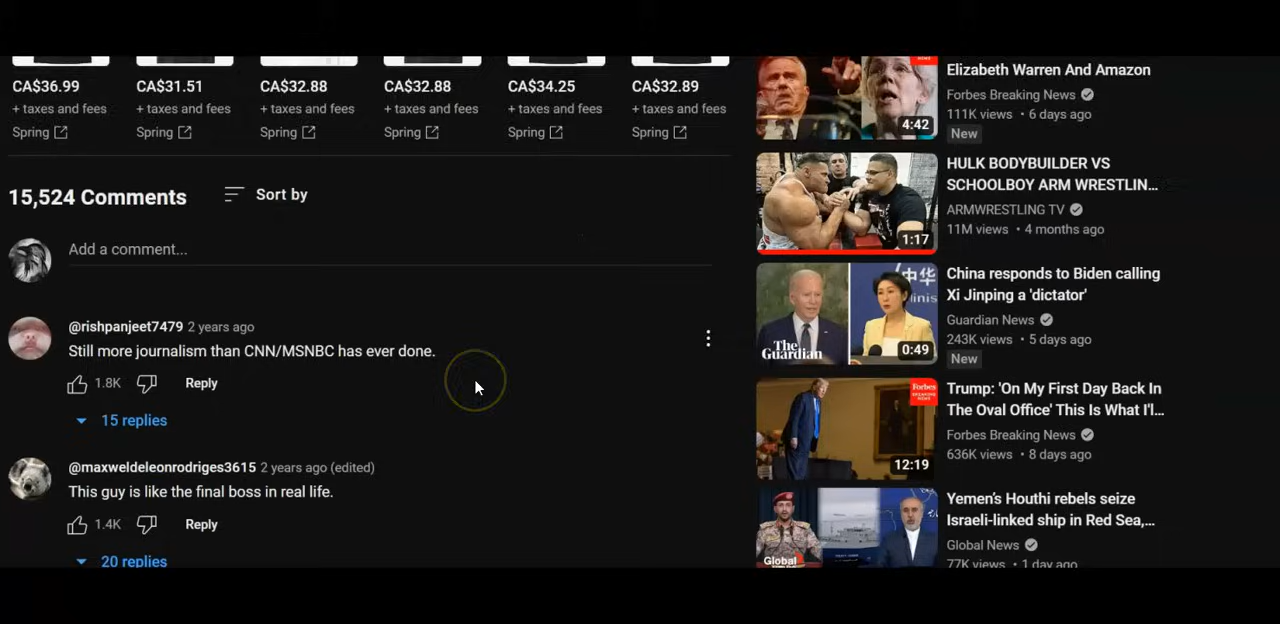 CA$36.99
CA$31.51
CA$32.88
CA$32.88
CA$34.25
CA$32.89
+ taxes and fees
+ taxes and fees
+ taxes and fees
+ taxes and fees
+ taxes and fees
+ taxes and fees
Spring
Spring
Spring
Spring
Spring
Spring
15,524 Comments
Sort by
Add a comment...
@rishpanjeet7479 2 years ago
Still more journalism than CNN/MSNBC has ever done.
1.8K
Reply
15 replies
@maxweldeleonrodriges3615 2 years ago (edited)
This guy is like the final boss in real life.
1.4K
Reply
20 replies
4:42
Elizabeth Warren And Amazon
Forbes Breaking News
111K views • 6 days ago
New
1:17
HULK BODYBUILDER VS
SCHOOLBOY ARM WRESTLIN...
ARMWRESTLING TV
11M views • 4 months ago
中华
The
Guardian
0:49
China responds to Biden calling
Xi Jinping a 'dictator'
Guardian News
243K views • 5 days ago
New
Forbes
BREAKING
NEWS
12:19
Trump: 'On My First Day Back In
The Oval Office' This Is What I'l...
Forbes Breaking News
636K views • 8 days ago
Global
Yemen's Houthi rebels seize
Israeli-linked ship in Red Sea,...
Global News
77K views • 1 day ago